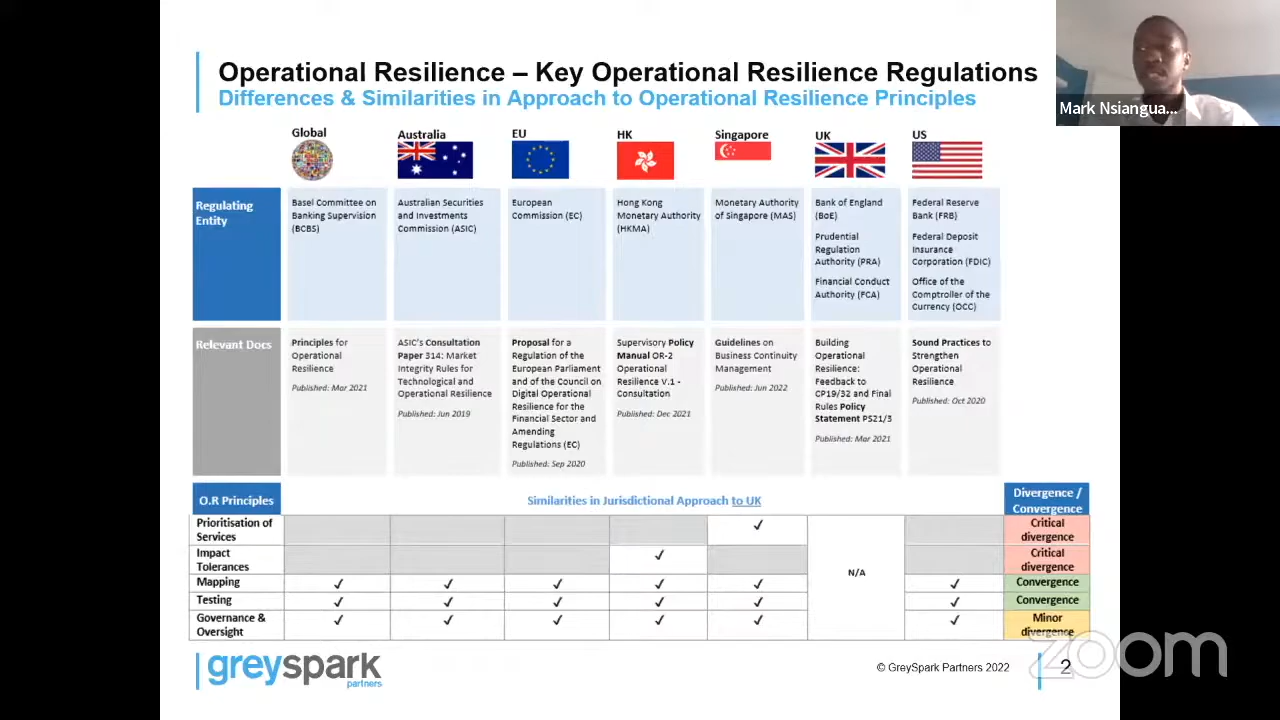 Operational Resilience – Key Operational Resilience Regulations
Differences & Similarities in Approach to Operational Resilience Principles
Mark Nsiangua...
Global
Australia
EU
HK
Singapore
UK
US
Regulating
Entity
Basel Committee on
Banking Supervision
(BCBS)
Australian Securities
and Investments
Commission (ASIC)
European
Commission (EC)
Hong Kong
Monetary Authority
(HKMA)
Monetary Authority
of Singapore (MAS)
Bank of England
(BoE)
Prudential
Regulation
Authority (PRA)
Financial Conduct
Authority (FCA)
Federal Reserve
Bank (FRB)
Federal Deposit
Insurance
Corporation (FDIC)
Office of the
Comptroller of the
Currency (OCC)
Relevant Docs
Principles for
Operational
Resilience
Published: Mar 2021
ASIC's Consultation
Paper 314: Market
Integrity Rules for
Technological and
Operational Resilience
Published: Jun 2019
Proposal for a
Regulation of the
European Parliament
and of the Council on
Digital Operational
Resilience for the
Financial Sector and
Amending
Regulations (EC)
Published: Sep 2020
Supervisory Policy
Manual OR-2
Operational
Resilience V.1 -
Consultation
Published: Dec 2021
Guidelines on
Business Continuity
Management
Published: Jun 2022
Building
Operational
Resilience:
Feedback to
CP19/32 and Final
Rules Policy
Statement PS21/3
Published: Mar 2021
Sound Practices to
Strengthen
Operational
Resilience
Published: Oct 2020
O.R Principles
Similarities in Jurisdictional Approach to UK
Divergence /
Convergence
Prioritisation of
Services
✓
Critical
divergence
Impact
Tolerances
✓
Critical
divergence
N/A
Mapping
✓ ✓ ✓ ✓ ✓ ✓
Convergence
Testing
✓ ✓ ✓ ✓ ✓ ✓
Convergence
Governance &
Oversight
✓ ✓ ✓ ✓ ✓ ✓
Minor
divergence
greyspark
partners
© GreySpark Partners 2022
2
zoom